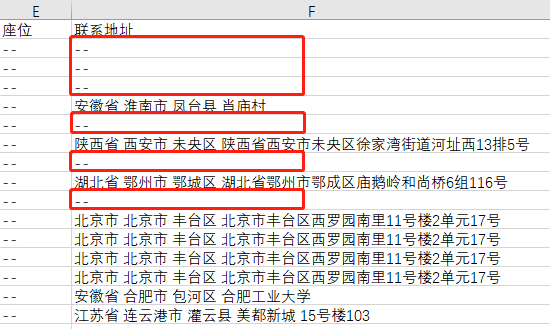 E F
座位 联系地址
-- --
-- --
-- --
-- 安徽省 淮南市 凤台县 肖庙村
-- --
-- 陕西省 西安市 未央区 陕西省西安市未央区徐家湾街道河址西13排5号
-- --
-- 湖北省 鄂州市 鄂城区 湖北省鄂州市鄂成区庙鹅岭和尚桥6组116号
-- --
-- 北京市 北京市 丰台区 北京市丰台区西罗园南里11号楼2单元17号
-- 北京市 北京市 丰台区 北京市丰台区西罗园南里11号楼2单元17号
-- 北京市 北京市 丰台区 北京市丰台区西罗园南里11号楼2单元17号
-- 北京市 北京市 丰台区 北京市丰台区西罗园南里11号楼2单元17号
-- 安徽省 合肥市 包河区 合肥工业大学
-- 江苏省 连云港市 灌云县 美都新城 15号楼103